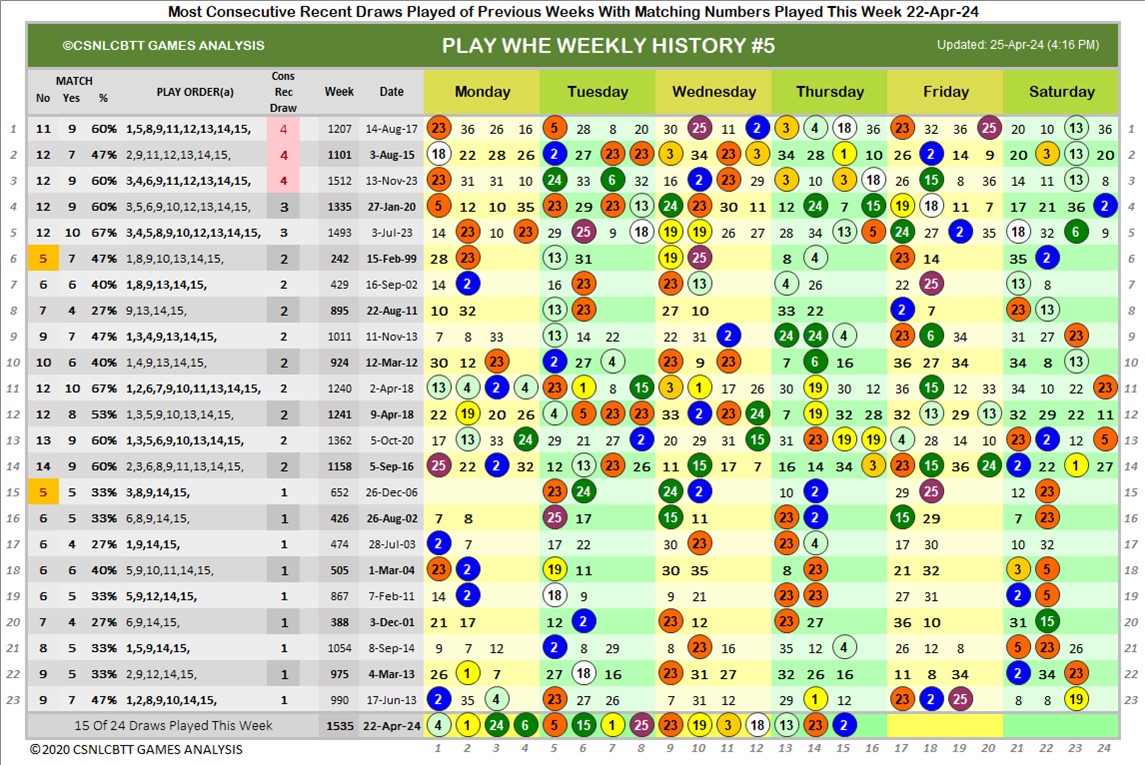 Most Consecutive Recent Draws Played of Previous Weeks With Matching Numbers Played This Week 22-Apr-24
©CSNLCBTT GAMES ANALYSIS PLAY WHE WEEKLY HISTORY #5 Updated: 25-Apr-24 (4:16 PM)
MATCH No Yes % PLAY ORDER(a) Cons Rec Draw Week Date Monday Tuesday Wednesday Thursday Friday Saturday
1 11 9 60% 1,5,8,9,11,12,13,14,15, 4 1207 14-Aug-17 23 36 26 16 5 28 8 20 30 25 11 2 3 4 18 36 23 32 36 25 20 10 13 36 1
2 12 7 47% 2,9,11,12,13,14,15, 4 1101 3-Aug-15 18 22 28 26 2 27 23 23 3 34 23 3 34 28 1 10 26 2 14 9 20 3 13 20 2
3 12 9 60% 3,4,6,9,11,12,13,14,15, 4 1512 13-Nov-23 23 31 31 10 24 33 6 32 16 2 23 29 3 10 3 18 26 15 8 36 14 11 13 8 3
4 12 9 60% 3,5,6,9,10,12,13,14,15, 3 1335 27-Jan-20 5 12 10 35 23 29 23 13 24 23 30 11 12 24 7 15 19 18 11 7 17 21 36 2 4
5 12 10 67% 3,4,5,8,9,10,12,13,14,15, 3 1493 3-Jul-23 14 23 10 23 29 25 9 18 19 19 26 27 28 34 13 5 24 27 2 35 18 32 6 9 5
6 5 7 47% 1,8,9,10,13,14,15, 2 242 15-Feb-99 28 23 13 31 19 25 8 4 23 14 35 2 6
7 6 6 40% 1,8,9,13,14,15, 2 429 16-Sep-02 14 2 16 23 23 13 4 26 22 25 13 8 7
8 7 4 27% 9,13,14,15, 2 895 22-Aug-11 10 32 13 23 27 10 33 22 2 7 23 13 8
9 9 7 47% 1,3,4,9,13,14,15, 2 1011 11-Nov-13 7 8 33 13 14 22 22 31 2 24 24 4 23 6 34 31 27 23 9
10 10 6 40% 1,4,9,13,14,15, 2 924 12-Mar-12 30 12 23 2 27 4 23 9 23 7 6 16 36 27 34 34 8 13 10
11 12 10 67% 1,2,6,7,9,10,11,13,14,15, 2 1240 2-Apr-18 13 4 2 4 23 1 8 15 3 1 17 26 30 19 30 12 36 15 12 33 34 10 22 23 11
12 12 8 53% 1,3,5,9,10,13,14,15, 2 1241 9-Apr-18 22 19 20 26 4 5 23 23 33 2 23 24 7 19 32 28 32 13 29 13 32 29 22 11 12
13 13 9 60% 1,3,5,6,9,10,13,14,15, 2 1362 5-Oct-20 17 13 33 24 29 21 27 2 20 29 31 15 31 23 19 19 4 28 14 10 23 2 12 5 13
14 14 9 60% 2,3,6,8,9,11,13,14,15, 2 1158 5-Sep-16 25 22 2 32 12 13 23 26 11 15 17 7 16 14 34 3 23 15 36 24 2 22 1 27 14
15 5 5 33% 3,8,9,14,15, 1 652 26-Dec-06 23 24 24 2 10 2 29 25 12 23 15
16 6 5 33% 6,8,9,14,15, 1 426 26-Aug-02 7 8 25 17 15 11 23 2 15 29 7 23 16
17 6 4 27% 1,9,14,15, 1 474 28-Jul-03 2 7 17 22 30 23 23 4 17 30 10 32 17
18 6 6 40% 5,9,10,11,14,15, 1 505 1-Mar-04 23 2 19 11 30 35 8 23 21 32 3 5 18
19 6 5 33% 5,9,12,14,15, 1 867 7-Feb-11 14 2 18 9 9 21 23 23 27 31 2 5 19
20 7 4 27% 6,9,14,15, 1 388 3-Dec-01 21 17 12 2 23 12 23 27 36 10 31 15 20
21 8 5 33% 1,5,9,14,15, 1 1054 8-Sep-14 9 7 12 2 8 29 8 23 16 35 12 4 26 12 8 5 23 26 21
22 9 5 33% 2,9,12,14,15, 1 975 4-Mar-13 26 1 7 27 18 16 23 31 27 32 26 16 11 8 34 2 34 23 22
23 9 7 47% 1,2,8,9,10,14,15, 1 990 17-Jun-13 2 35 4 23 27 26 7 31 12 14 1 12 23 2 25 8 8 19 23
15 Of 24 Draws Played This Week 1535 22-Apr-24 4 1 24 6 5 15 1 25 23 19 3 18 13 23 2
© 2020 CSNLCBTT GAMES ANALYSIS 1 2 3 4 5 6 7 8 9 10 11 12 13 14 15 16 17 18 19 20 21 22 23 24